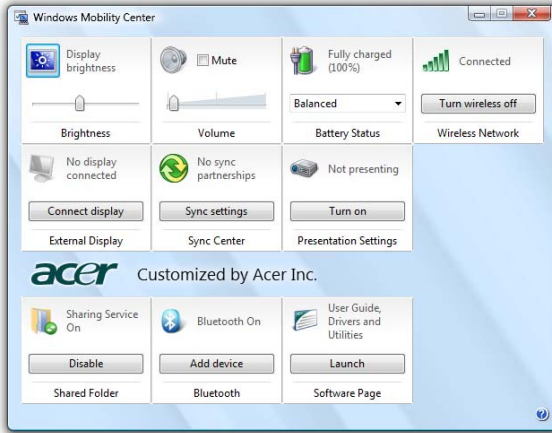 Windows Mobility Center
Display
brightness
Brightness
Mute
Volume
Fully charged
(100%)
Balanced
Battery Status
Connected
Turn wireless off
Wireless Network
No display
connected
Connect display
External Display
No sync
partnerships
Sync settings
Sync Center
Not presenting
Turn on
Presentation Settings
acer Customized by Acer Inc.
Sharing Service
On
Disable
Shared Folder
Bluetooth On
Add device
Bluetooth
User Guide,
Drivers and
Utilities
Launch
Software Page